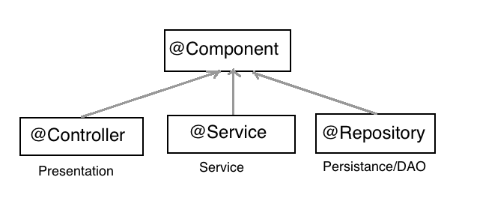 @Component
@Controller
@Service
@Repository
Presentation
Service
Persistance/DAO